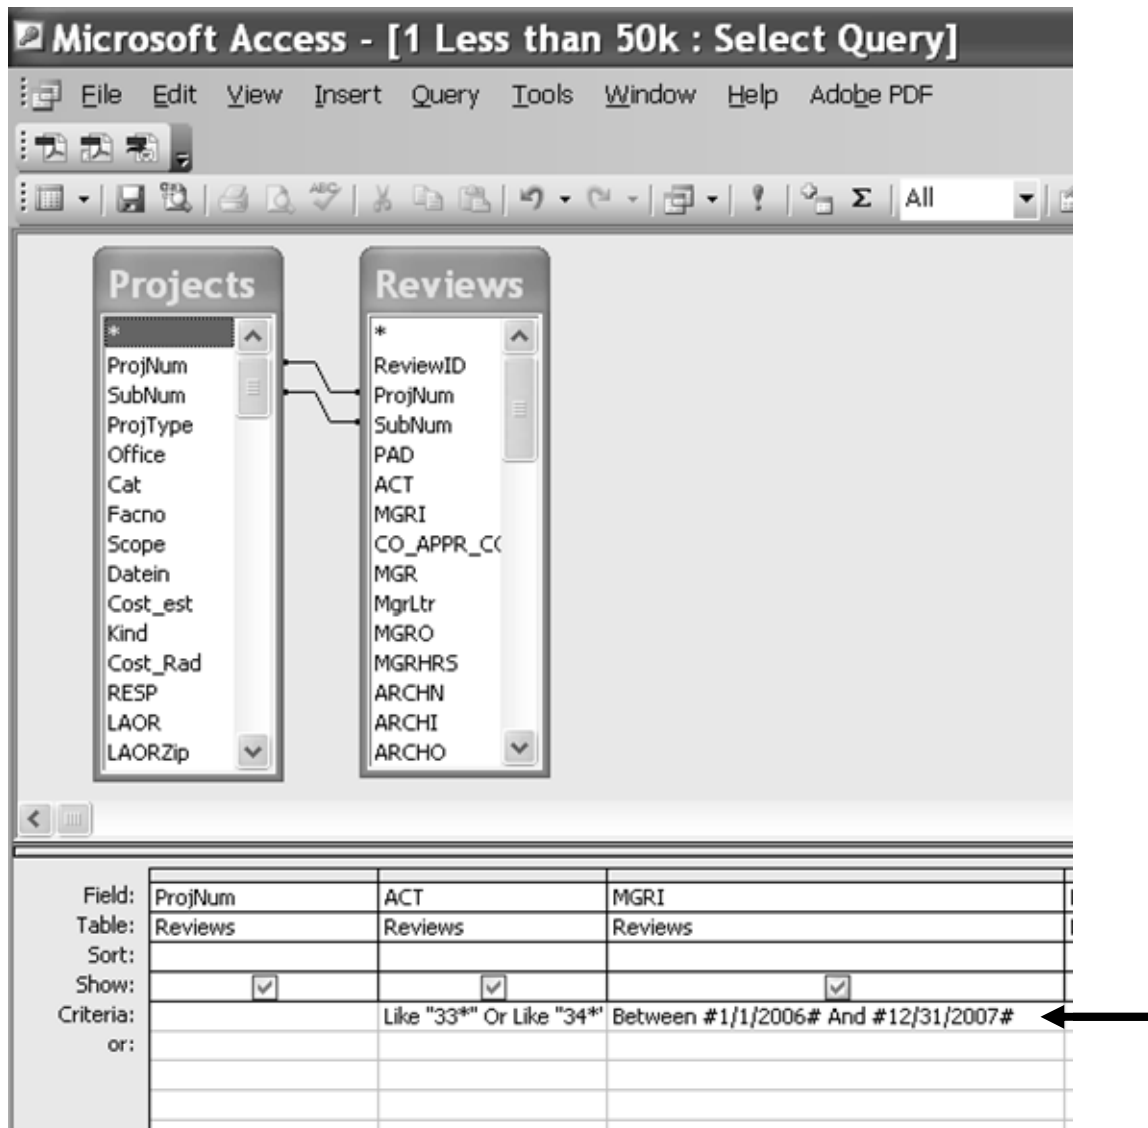 Microsoft Access - [1 Less than 50k : Select Query]
File Edit View Insert Query Tools Window Help Adobe PDF
All
Projects
*
ProjNum
SubNum
ProjType
Office
Cat
Facno
Scope
Datein
Cost_est
Kind
Cost_Rad
RESP
LAOR
LAORZip
Reviews
*
ReviewID
ProjNum
SubNum
PAD
ACT
MGRI
CO_APPR_CO
MGR
MgrLtr
MGRO
MGRHRS
ARCHN
ARCHI
ARCHO
Field: ProjNum ACT MGRI
Table: Reviews Reviews Reviews
Sort:
Show:
Criteria: Like "33*" Or Like "34*" Between #1/1/2006# And #12/31/2007#
or: